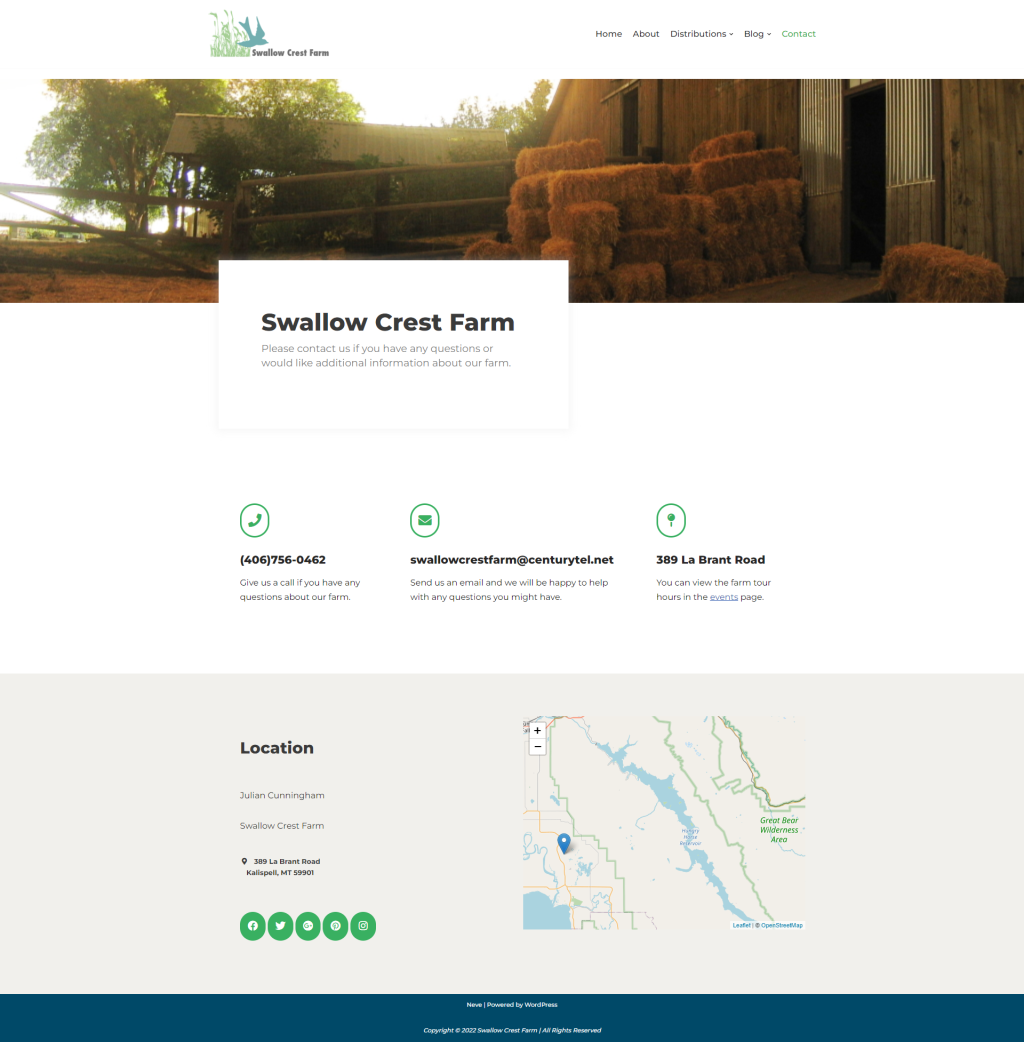 Swallow Crest Farm
Home About Distributions Blog Contact
Swallow Crest Farm
Please contact us if you have any questions or
would like additional information about our farm.
(406)756-0462
Give us a call if you have any
questions about our farm.
swallowcrestfarm@centurytel.net
Send us an email and we will be happy to help
with any questions you might have.
389 La Brant Road
You can view the farm tour
hours in the events page.
Location
Julian Cunningham
Swallow Crest Farm
389 La Brant Road
Kalispell, MT 59901
+
−
Hungry
Horse
Reservoir
Great Bear
Wilderness
Area
Leaflet | © OpenStreetMap
Neve | Powered by WordPress
Copyright © 2022 Swallow Crest Farm | All Rights Reserved